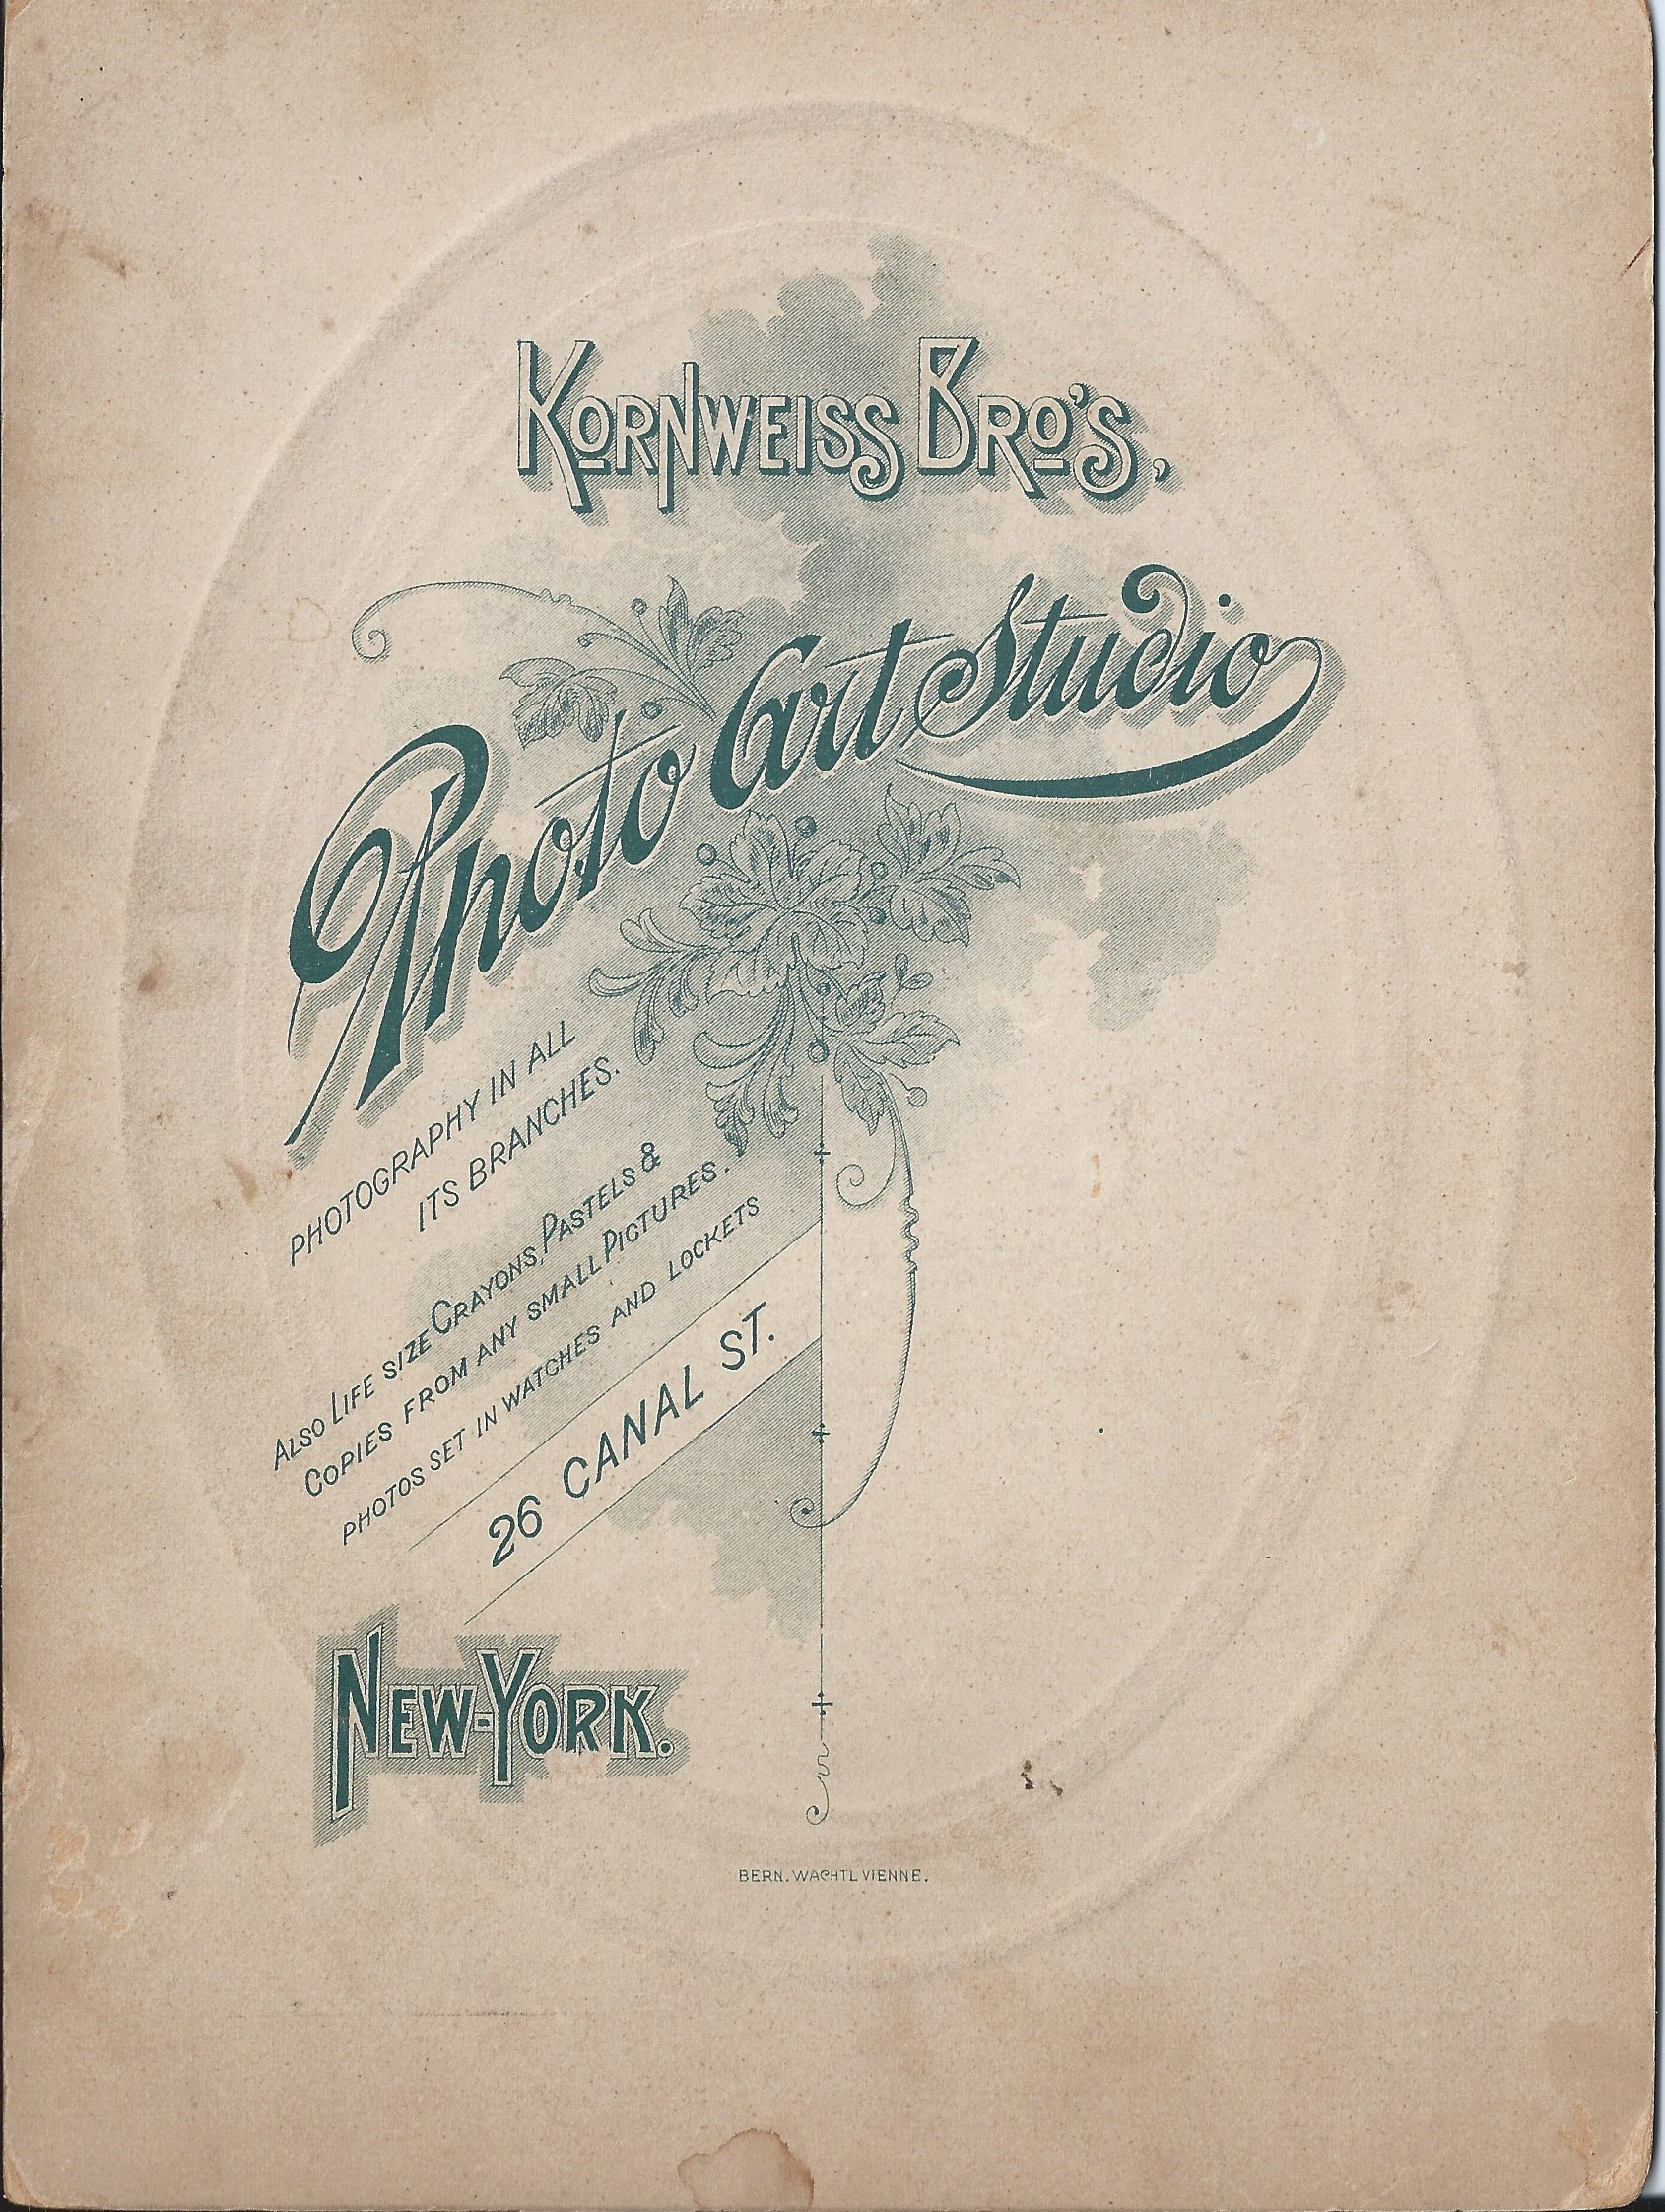 KORNWEISS BRO'S,
Photo Art Studio
PHOTOGRAPHY IN ALL
ITS BRANCHES.
ALSO LIFE SIZE CRAYONS, PASTELS &
COPIES FROM ANY SMALL PICTURES.
PHOTOS SET IN WATCHES AND LOCKETS
26 CANAL ST.
NEW-YORK.
BERN. WACHTL VIENNE.